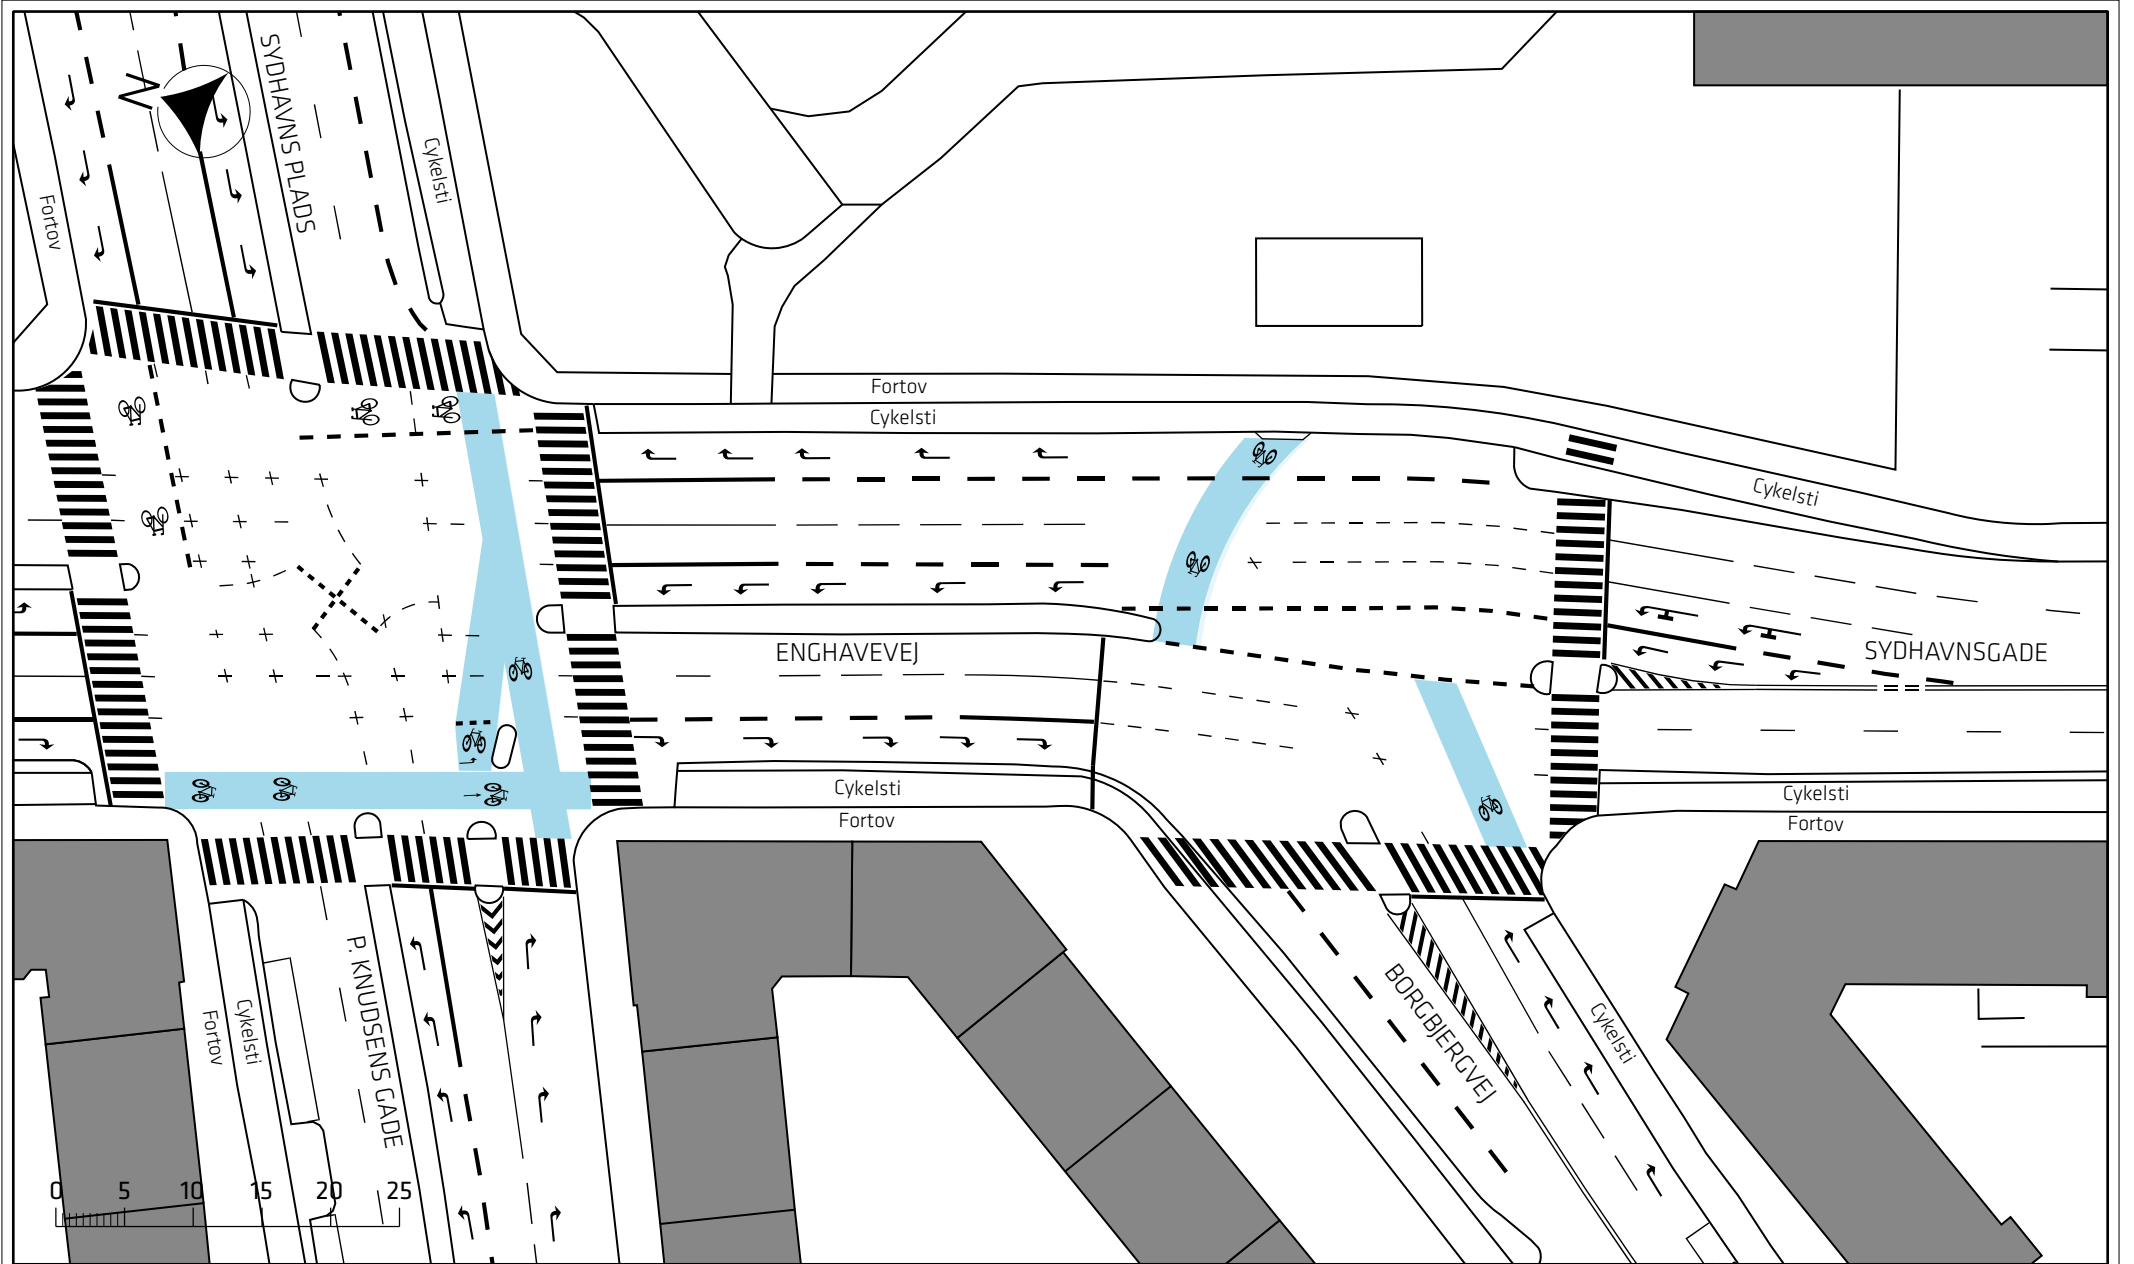 N
SYDHAVNS PLADS
Cykelsti
Fortov
Fortov
Cykelsti
Cykelsti
ENGHAVEVEJ
SYDHAVNSGADE
Cykelsti
Fortov
Cykelsti
Fortov
P. KNUDSENS GADE
Fortov
Cykelsti
BORGBJERGVEJ
Cykelsti
0 5 10 15 20 25